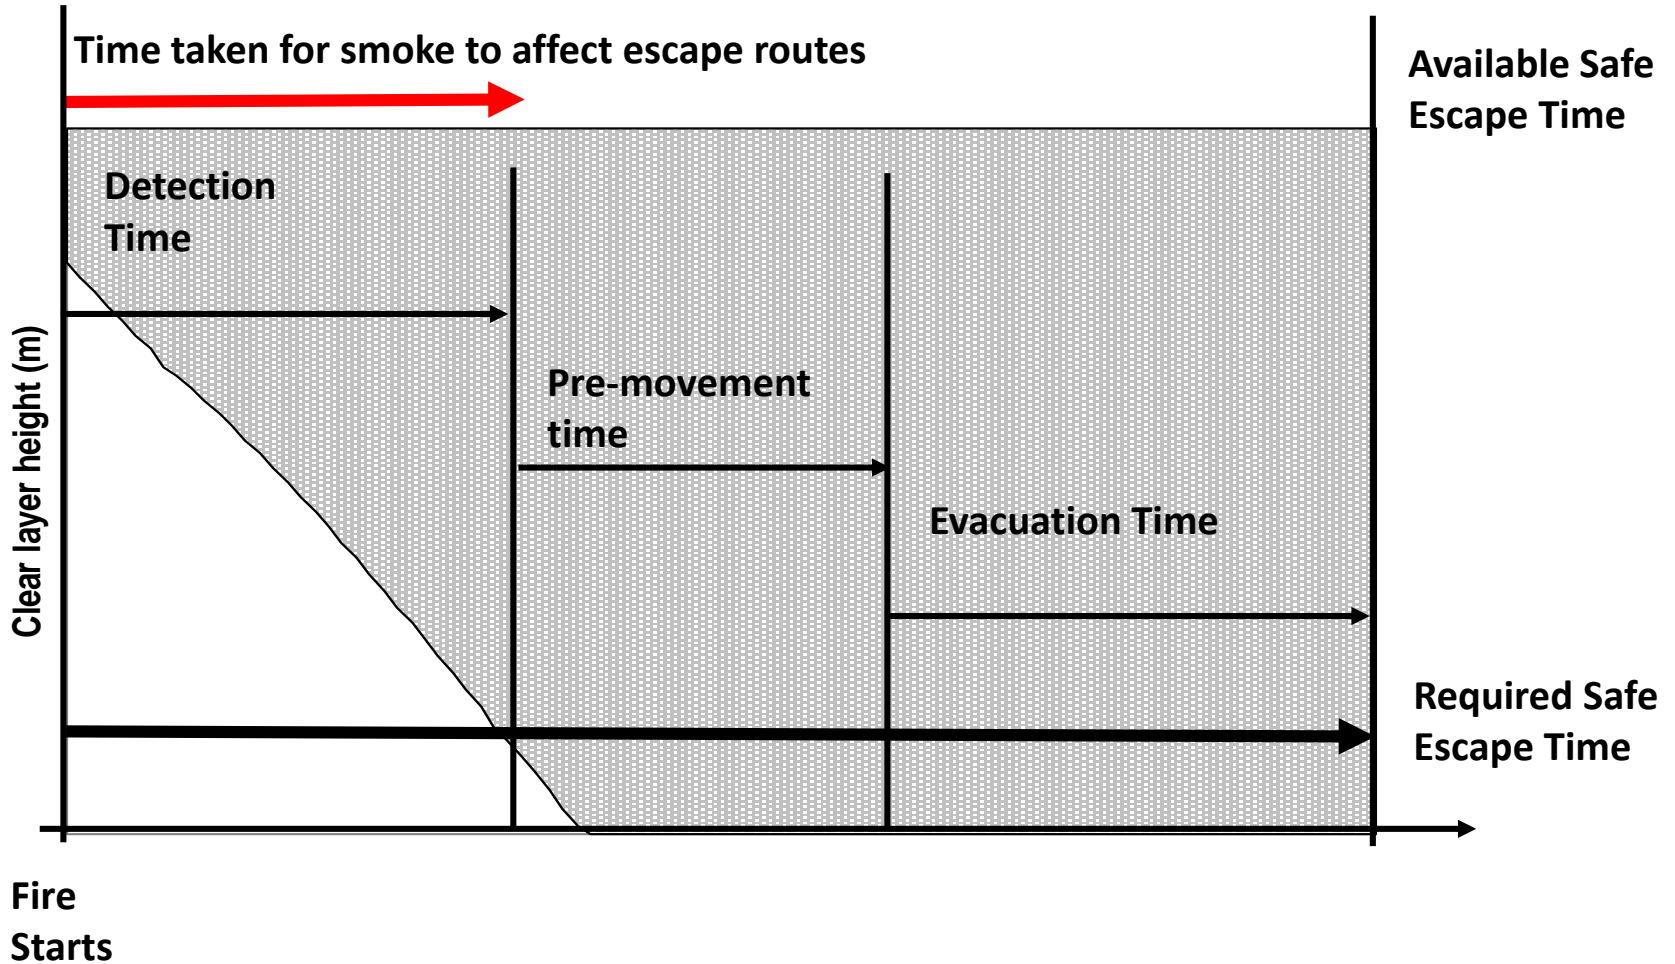 Time taken for smoke to affect escape routes
Available Safe
Escape Time
Detection
Time
Clear layer height (m)
Pre-movement
time
Evacuation Time
Required Safe
Escape Time
Fire
Starts